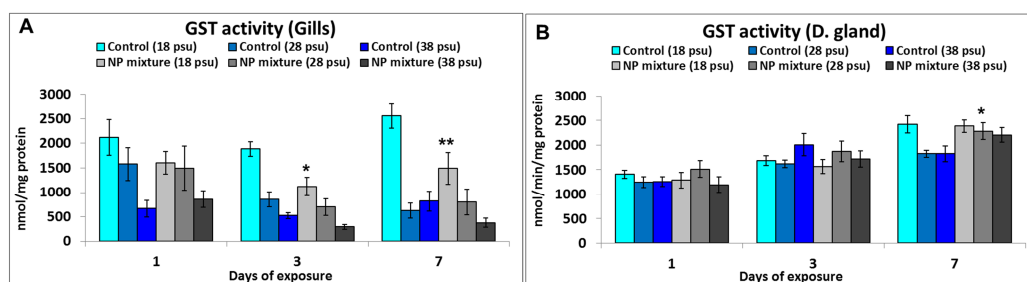 A
GST activity (Gills)
Control (18 psu) Control (28 psu) Control (38 psu)
NP mixture (18 psu) NP mixture (28 psu) NP mixture (38 psu)
nmol/mg protein
3000
2500
2000
1500
1000
500
0
*
**
1 3 7
Days of exposure
B
GST activity (D. gland)
Control (18 psu) Control (28 psu) Control (38 psu)
NP mixture (18 psu) NP mixture (28 psu) NP mixture (38 psu)
nmol/min/mg protein
3000
2500
2000
1500
1000
500
0
*
1 3 7
Days of exposure